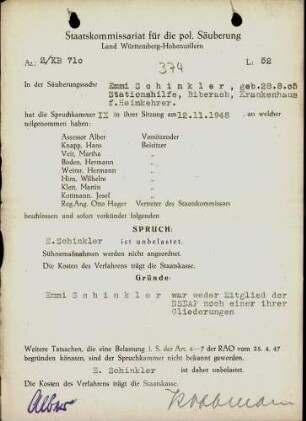 Staatskommissariat für die pol. Säuberung
Land Württemberg-Hohenzollern
Az.: 2/KB 710
L: 52
374
In der Säuberungssache: Emmi Schinkler, geb.28.8.05
Stationshilfe, Biberach, Krankenhaus
f.Heimkehrer.
hat die Spruchkammer IX in ihrer Sitzung am 12.11.1948, an welcher
teilgenommen haben:
Assessor Alber Vorsitzender
Knapp, Hans Beisitzer
Veit, Martha "
Boden, Hermann "
Weiss, Hermann "
Hirn, Wilhelm "
Klett, Martin "
Kottmann, Josef "
Reg.Ang. Otto Hager Vertreter des Staatskommissars
beschlossen und sofort verkündet folgenden
SPRUCH:
E.Schinkler ist unbelastet.
Sühnemaßnahmen werden nicht angeordnet.
Die Kosten des Verfahrens trägt die Staatskasse.
Gründe:
Emmi Schinkler war weder Mitglied der
NSDAP noch einer ihrer
Gliederungen
Weitere Tatsachen, die eine Belastung i. S. der Art. 4–7 der RAO vom 25. 4. 47
begründen könnten, sind der Spruchkammer nicht bekannt geworden.
E. Schinkler ist daher unbelastet.
Die Kosten des Verfahrens trägt die Staatskasse.
Alber